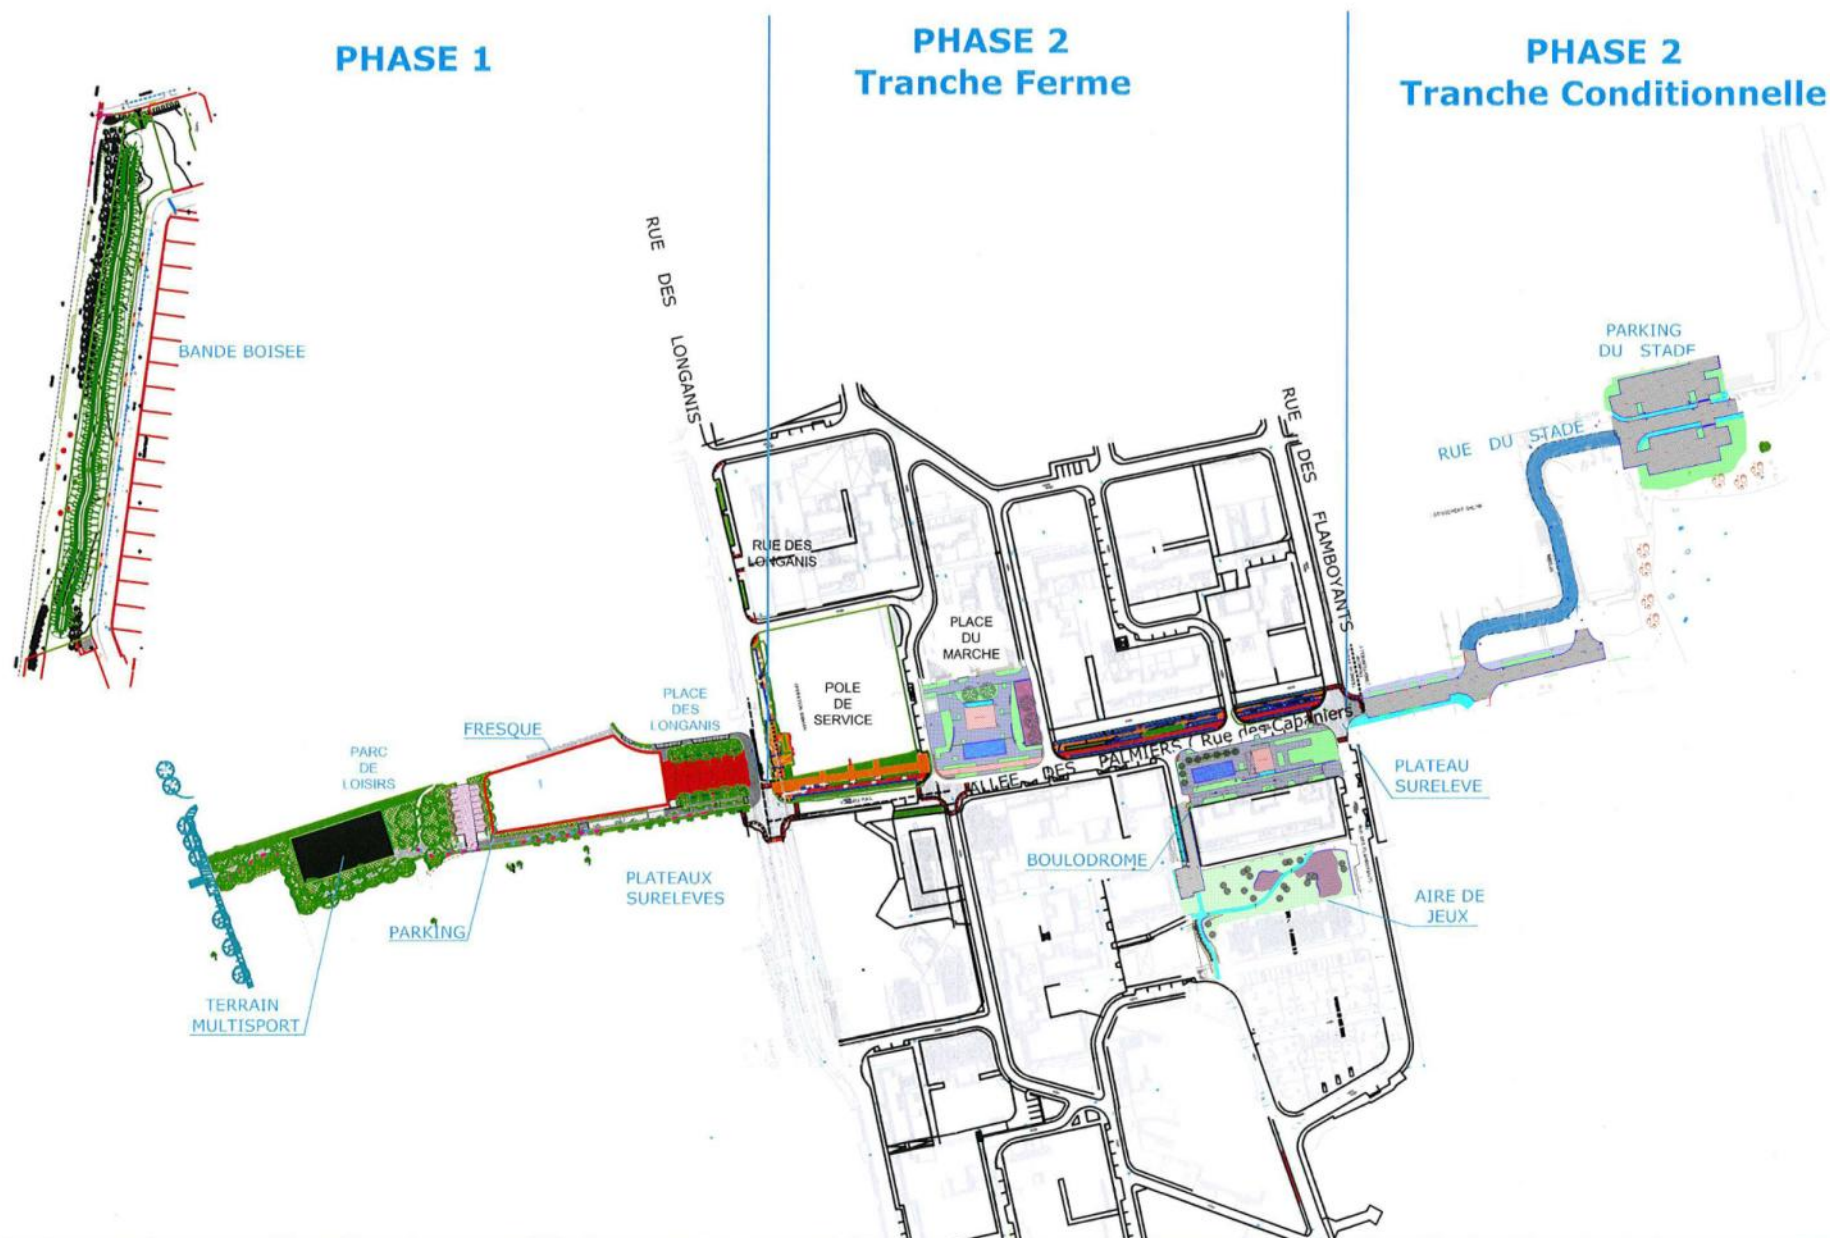 PHASE 1
PHASE 2
Tranche Ferme
PHASE 2
Tranche Conditionnelle
BANDE BOISEE
RUE DES LONGANIS
RUE DES
LONGANIS
PLACE
DU
MARCHE
POLE
DE
SERVICE
PLACE
DES
LONGANIS
FRESQUE
PARC
DE
LOISIRS
1
PARKING
TERRAIN
MULTISPORT
PLATEAUX
SURELEVES
ALLEE DES PALMIERS / Rue des Capaniers
RUE DES FLAMBOYANTS
BOULODROME
AIRE DE
JEUX
PLATEAU
SURELEVE
RUE DU STADE
PARKING
DU STADE